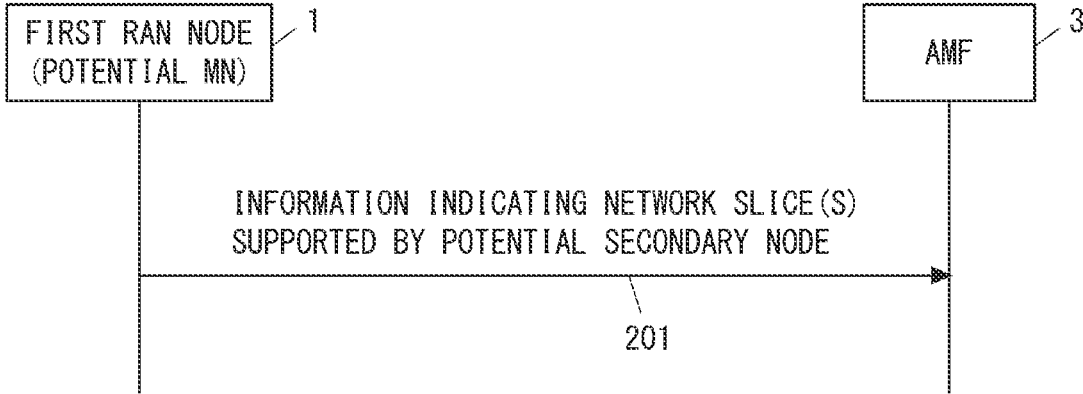 FIRST RAN NODE
(POTENTIAL MN)
1
AMF
3
INFORMATION INDICATING NETWORK SLICE(S)
SUPPORTED BY POTENTIAL SECONDARY NODE
201